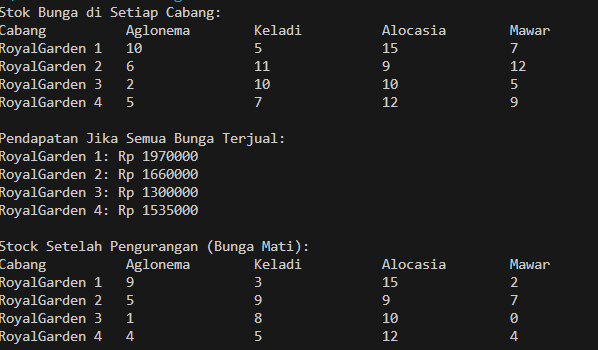 Stok Bunga di Setiap Cabang:
Cabang Aglonema Keladi Alocasia Mawar
RoyalGarden 1 10 5 15 7
RoyalGarden 2 6 11 9 12
RoyalGarden 3 2 10 10 5
RoyalGarden 4 5 7 12 9
Pendapatan Jika Semua Bunga Terjual:
RoyalGarden 1: Rp 1970000
RoyalGarden 2: Rp 1660000
RoyalGarden 3: Rp 1300000
RoyalGarden 4: Rp 1535000
Stock Setelah Pengurangan (Bunga Mati):
Cabang Aglonema Keladi Alocasia Mawar
RoyalGarden 1 9 3 15 2
RoyalGarden 2 5 9 9 7
RoyalGarden 3 1 8 10 0
RoyalGarden 4 4 5 12 4